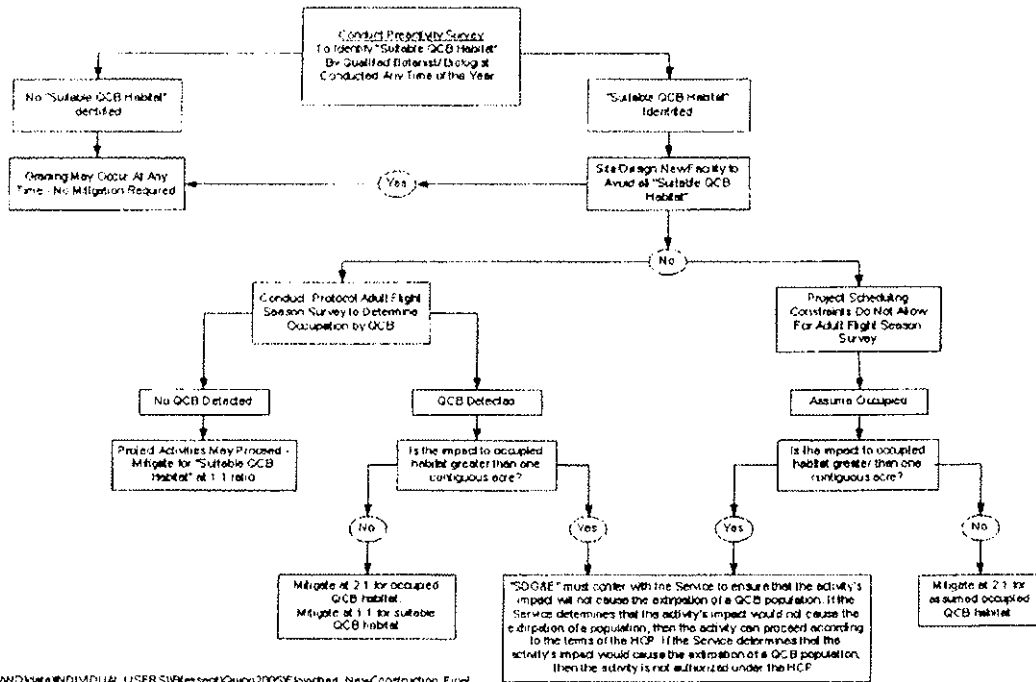 Conduct Preactivity Survey
To Identify "Suitable QCB Habitat"
By Qualified Botanist/Biologist
Conducted Any Time of the Year
No "Suitable QCB Habitat"
Identified
"Suitable QCB Habitat"
Identified
Grading May Occur At Any
Time - No Mitigation Required
Yes
Site/Design New Facility to
Avoid all "Suitable QCB
Habitat"
No
Conduct Protocol Adult Flight
Season Survey to Determine
Occupation by QCB
Project Scheduling
Constraints Do Not Allow
For Adult Flight Season
Survey
No QCB Detected
QCB Detected
Assume Occupied
Project Activities May Proceed -
Mitigate for "Suitable QCB
Habitat" at 1:1 ratio
Is the impact to occupied
habitat greater than one
contiguous acre?
Is the impact to occupied
habitat greater than one
contiguous acre?
No
Yes
Yes
No
Mitigate at 2:1 for occupied
QCB habitat.
Mitigate at 1:1 for suitable
QCB habitat
"SDG&E" must confer with the Service to ensure that the activity's
impact will not cause the extirpation of a QCB population. If the
Service determines that the activity's impact would not cause the
extirpation of a population, then the activity can proceed according
to the terms of the HCP. If the Service determines that the
activity's impact would cause the extirpation of a QCB population,
then the activity is not authorized under the HCP
Mitigate at 2:1 for
assumed occupied
QCB habitat